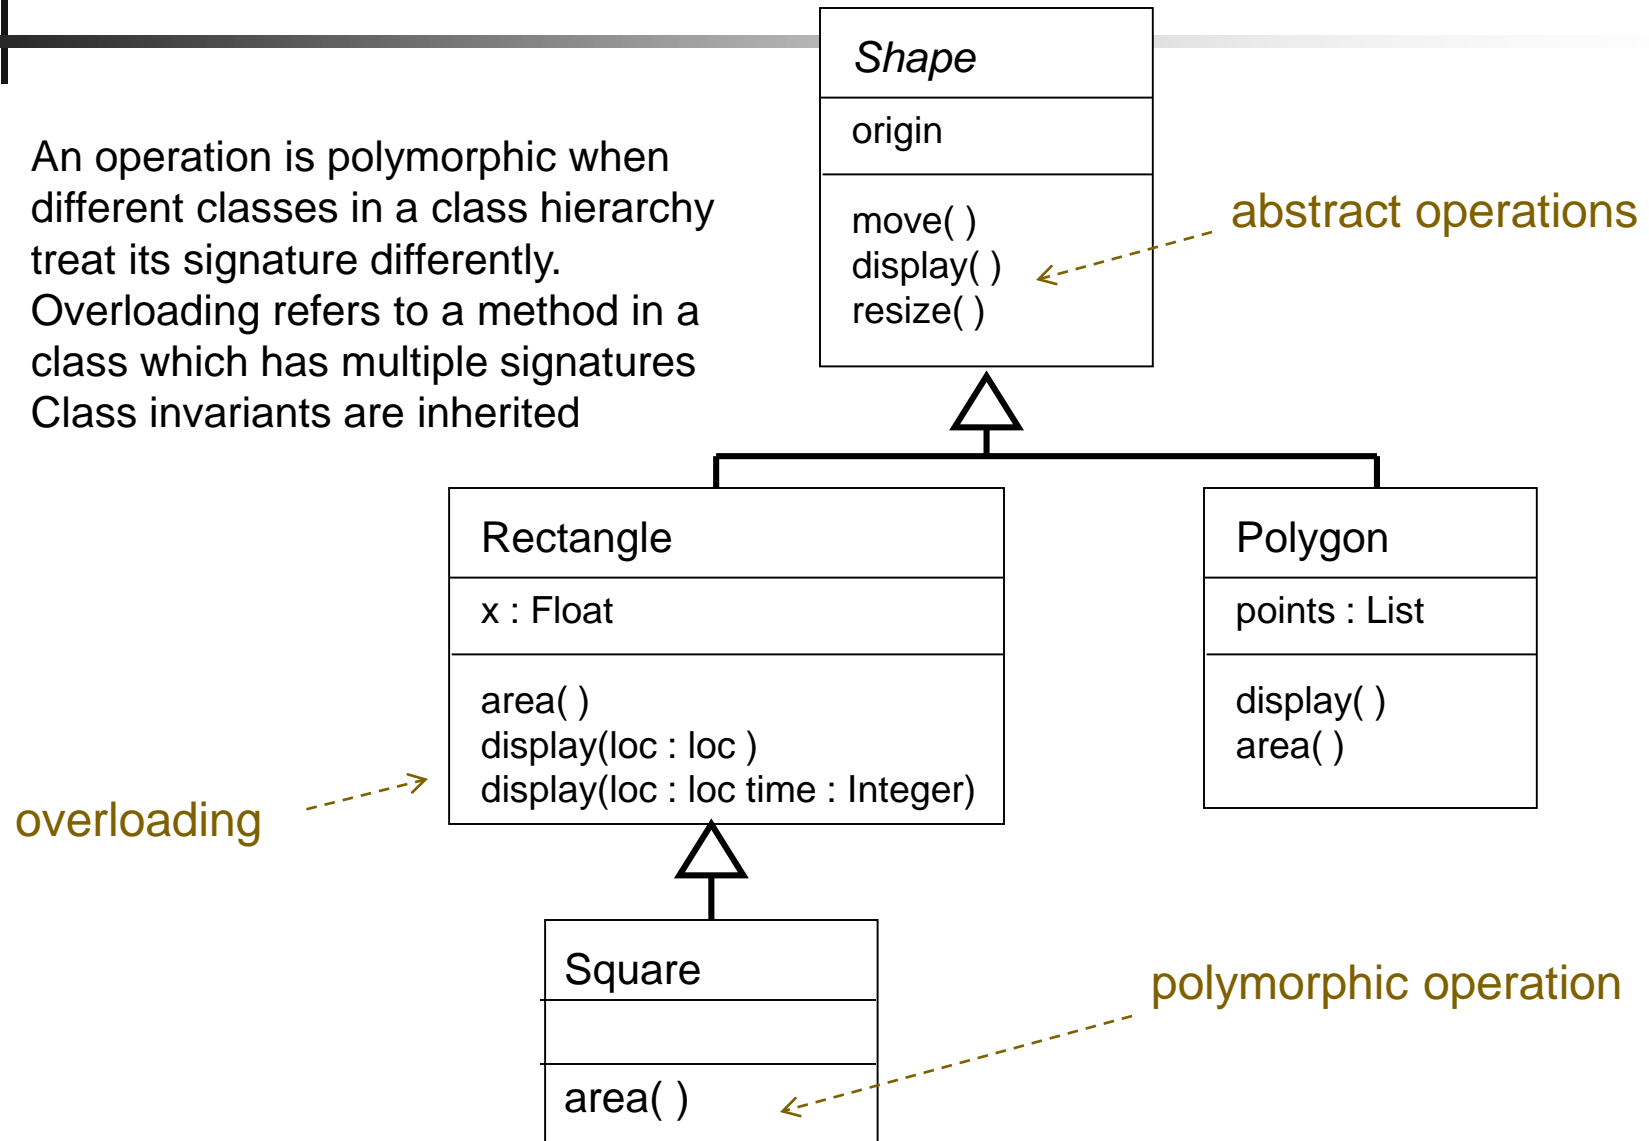 Shape
origin
move( )
display( )
resize( )
abstract operations
An operation is polymorphic when
different classes in a class hierarchy
treat its signature differently.
Overloading refers to a method in a
class which has multiple signatures
Class invariants are inherited
Rectangle
x : Float
area( )
display(loc : loc )
display(loc : loc time : Integer)
Polygon
points : List
display( )
area( )
overloading
Square
area( )
polymorphic operation